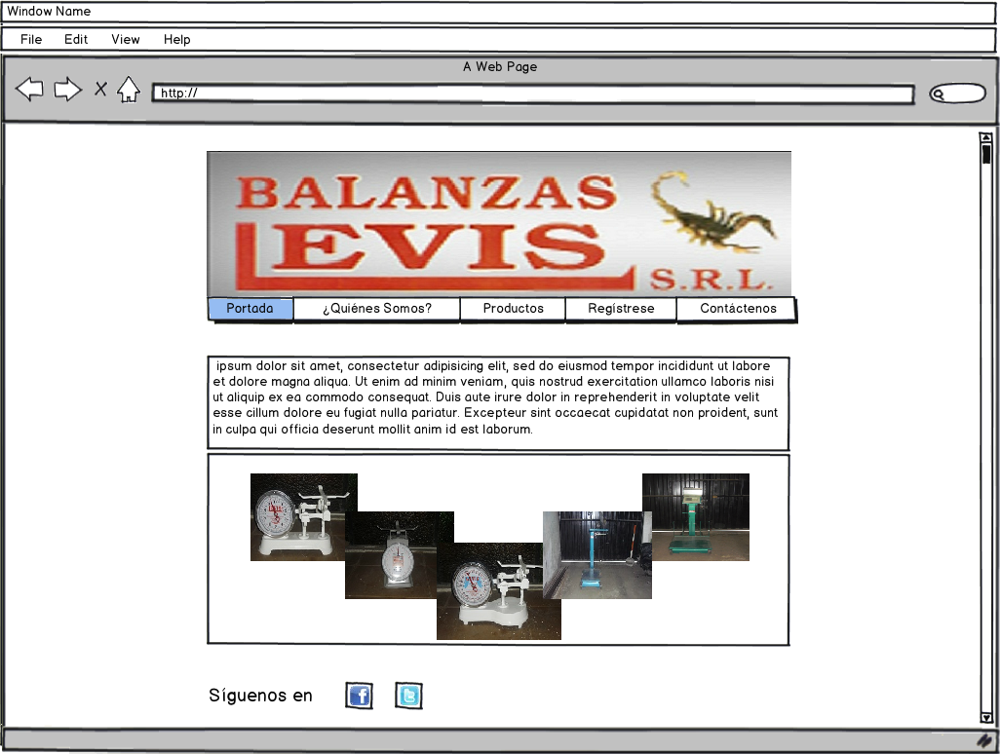 Window Name
File Edit View Help
A Web Page
http://
BALANZAS
LEVIS
S.R.L.
Portada ¿Quiénes Somos? Productos Regístrese Contáctenos
ipsum dolor sit amet, consectetur adipisicing elit, sed do eiusmod tempor incididunt ut labore
et dolore magna aliqua. Ut enim ad minim veniam, quis nostrud exercitation ullamco laboris nisi
ut aliquip ex ea commodo consequat. Duis aute irure dolor in reprehenderit in voluptate velit
esse cillum dolore eu fugiat nulla pariatur. Excepteur sint occaecat cupidatat non proident, sunt
in culpa qui officia deserunt mollit anim id est laborum.
Síguenos en f t